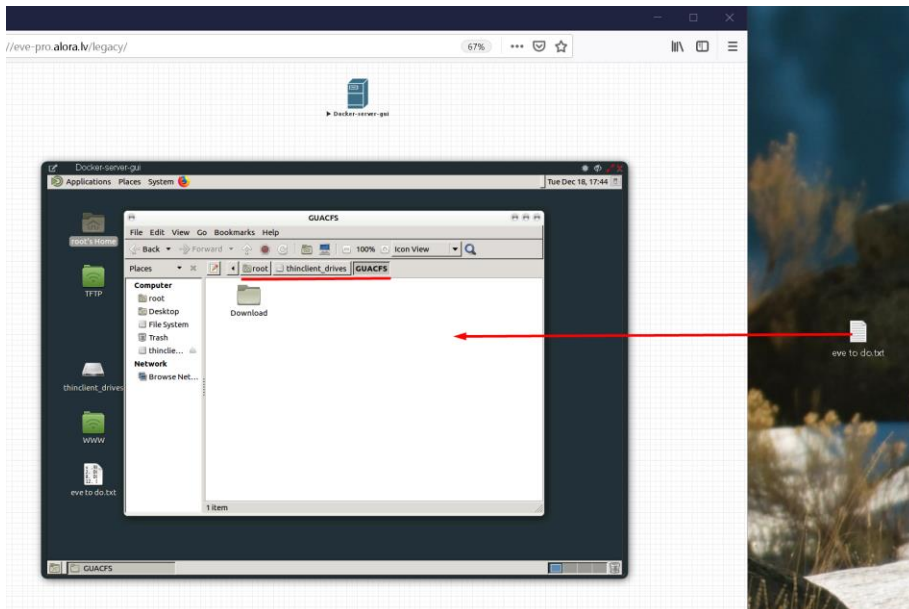 //eve-pro.alora.lv/legacy/
67%
Docker-server-gui
Docker-server-gui
Applications Places System
Tue Dec 18, 17:44
root's Home
GUACFS
File Edit View Go Bookmarks Help
Back Forward 100% Icon View
Places
root thinclient_drives GUACFS
Computer
root
Desktop
File System
Trash
thinclie...
Network
Browse Net...
Download
TFTP
thinclient_drives
WWW
eve to do.txt
1 item
GUACFS
eve to do.txt